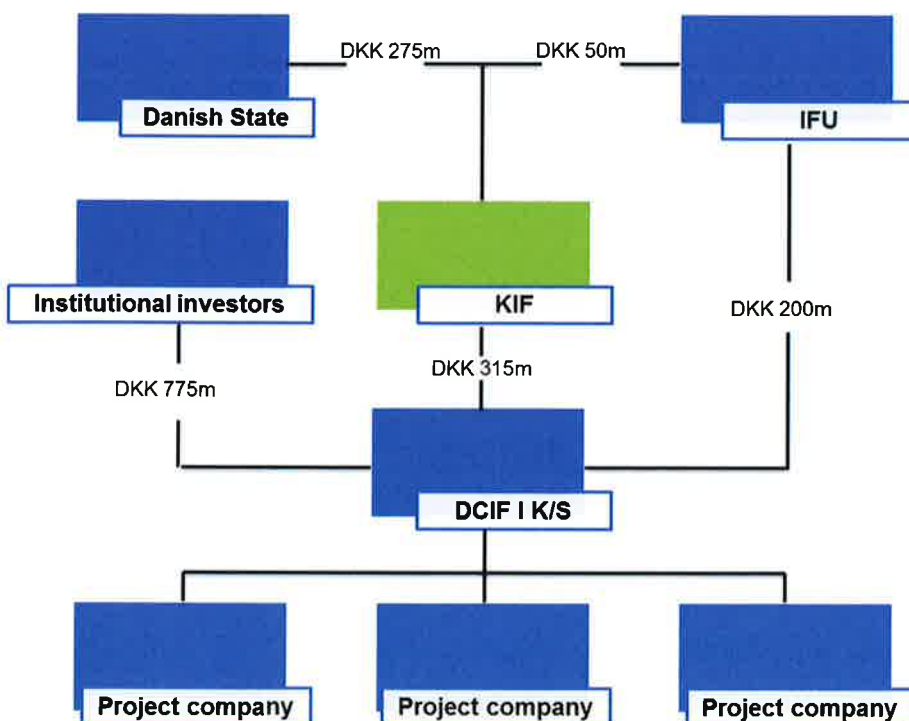 DKK 275m
DKK 50m
Danish State
IFU
Institutional investors
KIF
DKK 200m
DKK 775m
DKK 315m
DCIF I K/S
Project company
Project company
Project company